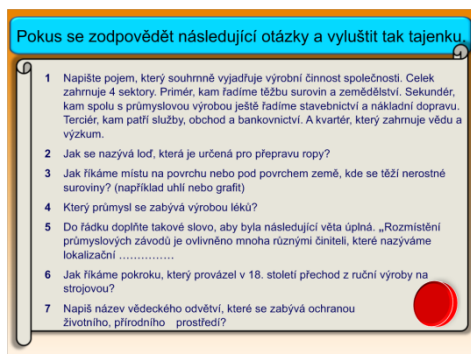 Pokus se zodpovědět následující otázky a vyluštit tak tajenku.
1 Napište pojem, který souhrnně vyjadřuje výrobní činnost společnosti. Celek
zahrnuje 4 sektory. Primér, kam řadíme těžbu surovin a zemědělství. Sekundér,
kam spolu s průmyslovou výrobou ještě řadíme stavebnictví a nákladní dopravu.
Terciér, kam patří služby, obchod a bankovnictví. A kvartér, který zahrnuje vědu a
výzkum.
2 Jak se nazývá loď, která je určena pro přepravu ropy?
3 Jak říkáme místu na povrchu nebo pod povrchem země, kde se těží nerostné
suroviny? (například uhlí nebo grafit)
4 Který průmysl se zabývá výrobou léků?
5 Do řádku doplňte takové slovo, aby byla následující věta úplná. „Rozmístění
průmyslových závodů je ovlivněno mnoha různými činiteli, které nazýváme
lokalizační ……………
6 Jak říkáme pokroku, který provázel v 18. století přechod z ruční výroby na
strojovou?
7 Napiš název vědeckého odvětví, které se zabývá ochranou
životního, přírodního prostředí?